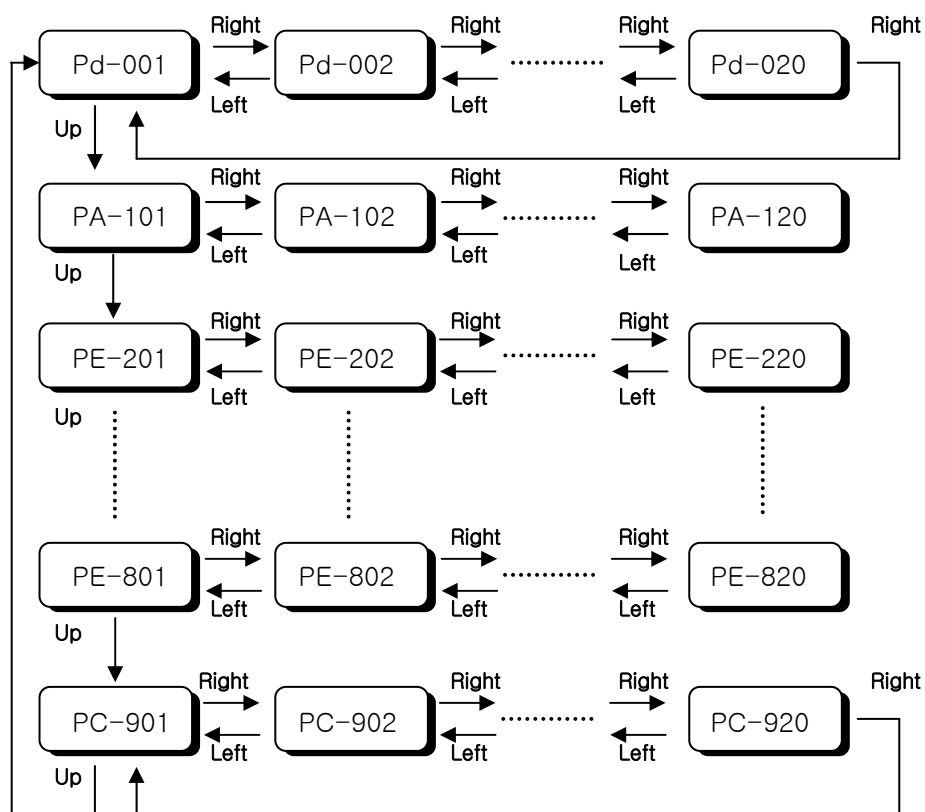 Right Right Right Right
Pd-001 Pd-002 Pd-020
Left Left Left
Up
Right Right Right
PA-101 PA-102 PA-120
Left Left Left
Up
Right Right Right
PE-201 PE-202 PE-220
Left Left Left
Up
Right Right Right
PE-801 PE-802 PE-820
Left Left Left
Up
Right Right Right Right
PC-901 PC-902 PC-920
Left Left Left
Up